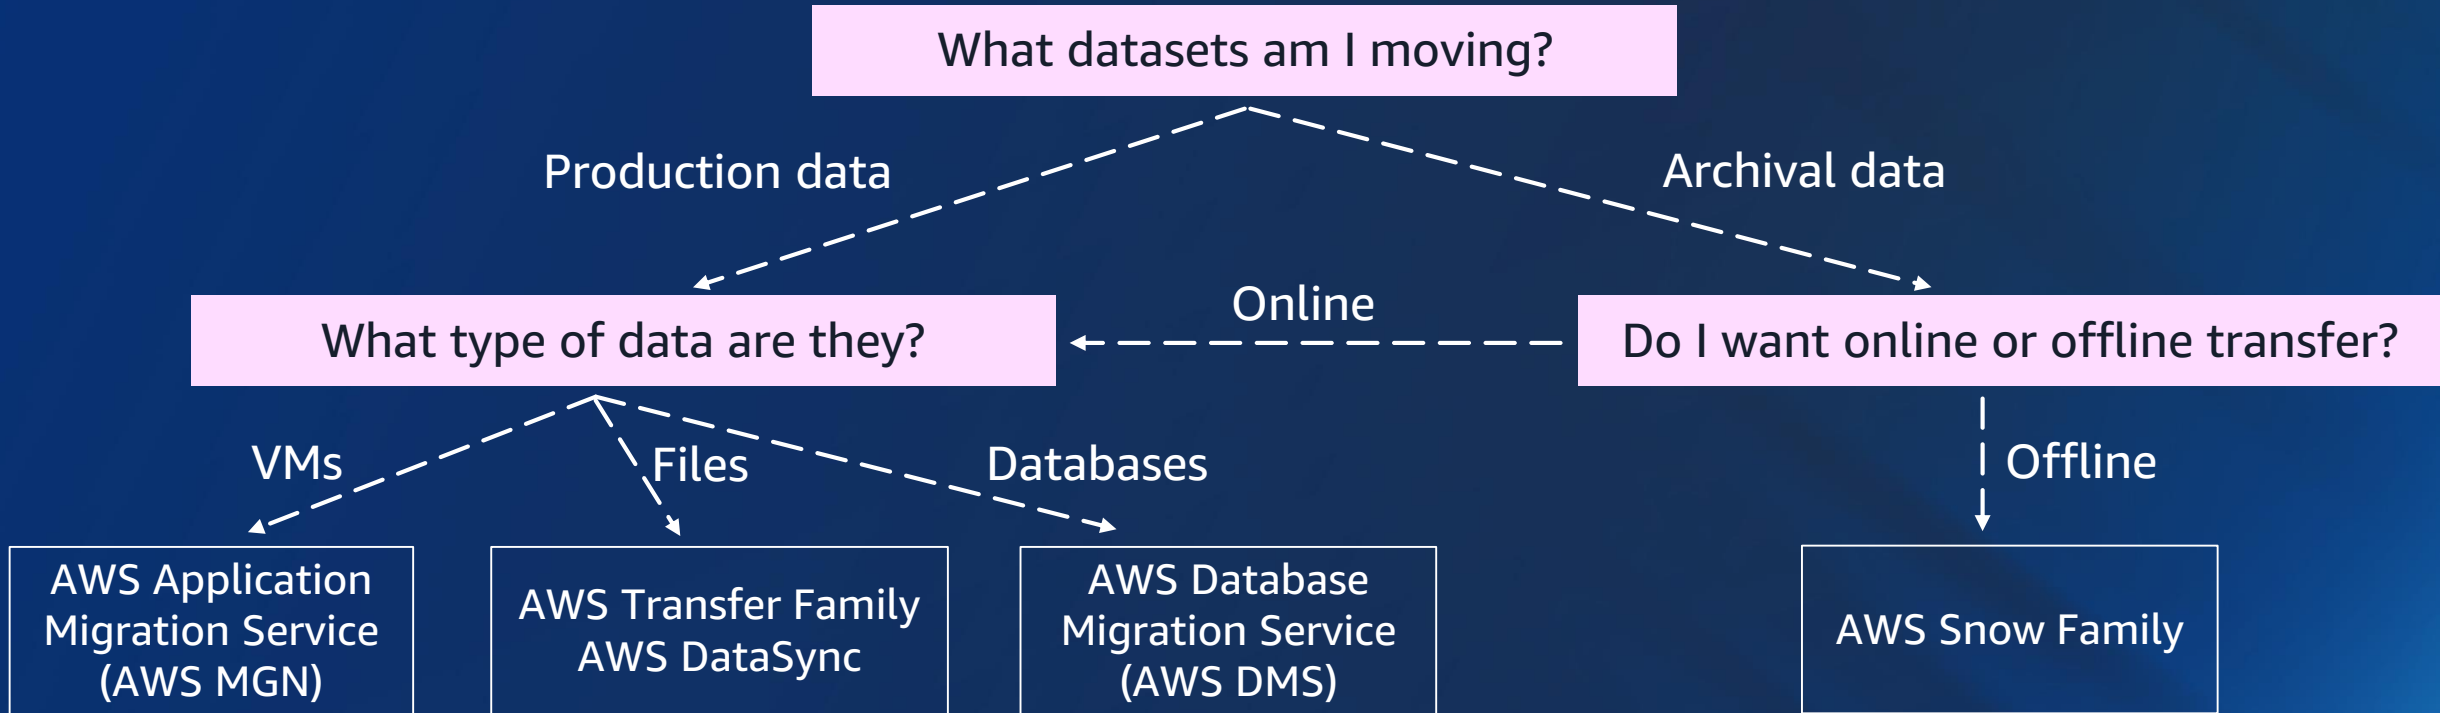 What datasets am I moving?
Production data
Archival data
Online
What type of data are they?
Do I want online or offline transfer?
VMs
Files
Databases
Offline
AWS Application
Migration Service
(AWS MGN)
AWS Transfer Family
AWS DataSync
AWS Database
Migration Service
(AWS DMS)
AWS Snow Family